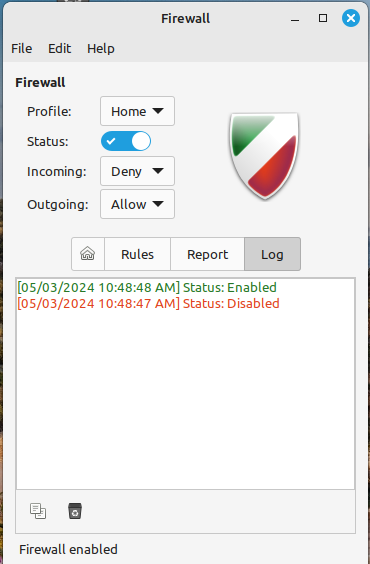 Firewall
File Edit Help
Firewall
Profile: Home
Status:
Incoming: Deny
Outgoing: Allow
Rules Report Log
[05/03/2024 10:48:48 AM] Status: Enabled
[05/03/2024 10:48:47 AM] Status: Disabled
Firewall enabled